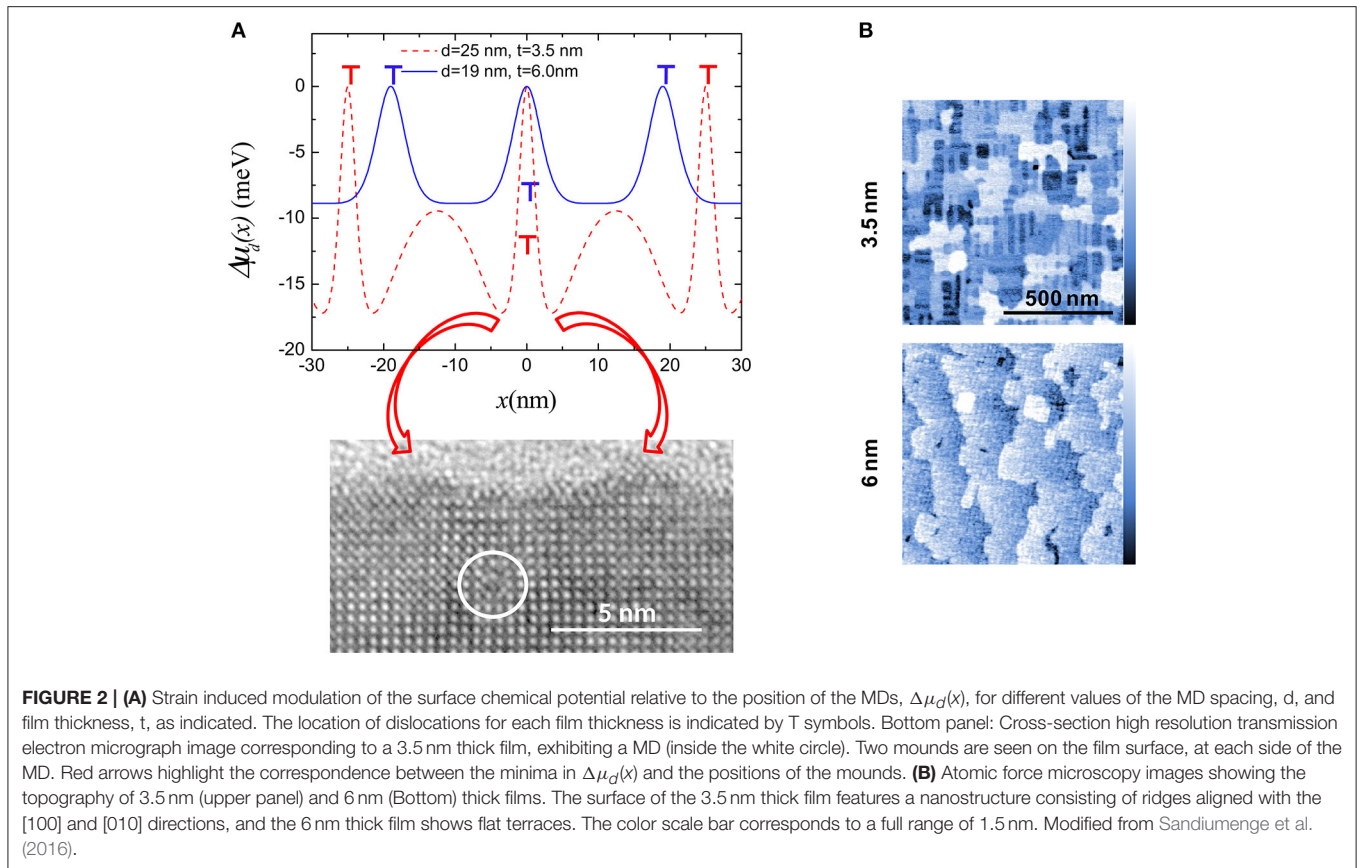 A
d=25 nm, t=3.5 nm
d=19 nm, t=6.0nm
T T T T
T
T
0
-5
-10
-15
-20
Δμd(x) (meV)
-30 -20 -10 0 10 20 30
x(nm)
5 nm
B
3.5 nm
500 nm
6 nm
FIGURE 2 | (A) Strain induced modulation of the surface chemical potential relative to the position of the MDs, Δμd(x), for different values of the MD spacing, d, and
film thickness, t, as indicated. The location of dislocations for each film thickness is indicated by T symbols. Bottom panel: Cross-section high resolution transmission
electron micrograph image corresponding to a 3.5 nm thick film, exhibiting a MD (inside the white circle). Two mounds are seen on the film surface, at each side of the
MD. Red arrows highlight the correspondence between the minima in Δμd(x) and the positions of the mounds. (B) Atomic force microscopy images showing the
topography of 3.5 nm (upper panel) and 6 nm (Bottom) thick films. The surface of the 3.5 nm thick film features a nanostructure consisting of ridges aligned with the
[100] and [010] directions, and the 6 nm thick film shows flat terraces. The color scale bar corresponds to a full range of 1.5 nm. Modified from Sandiumenge et al.
(2016).